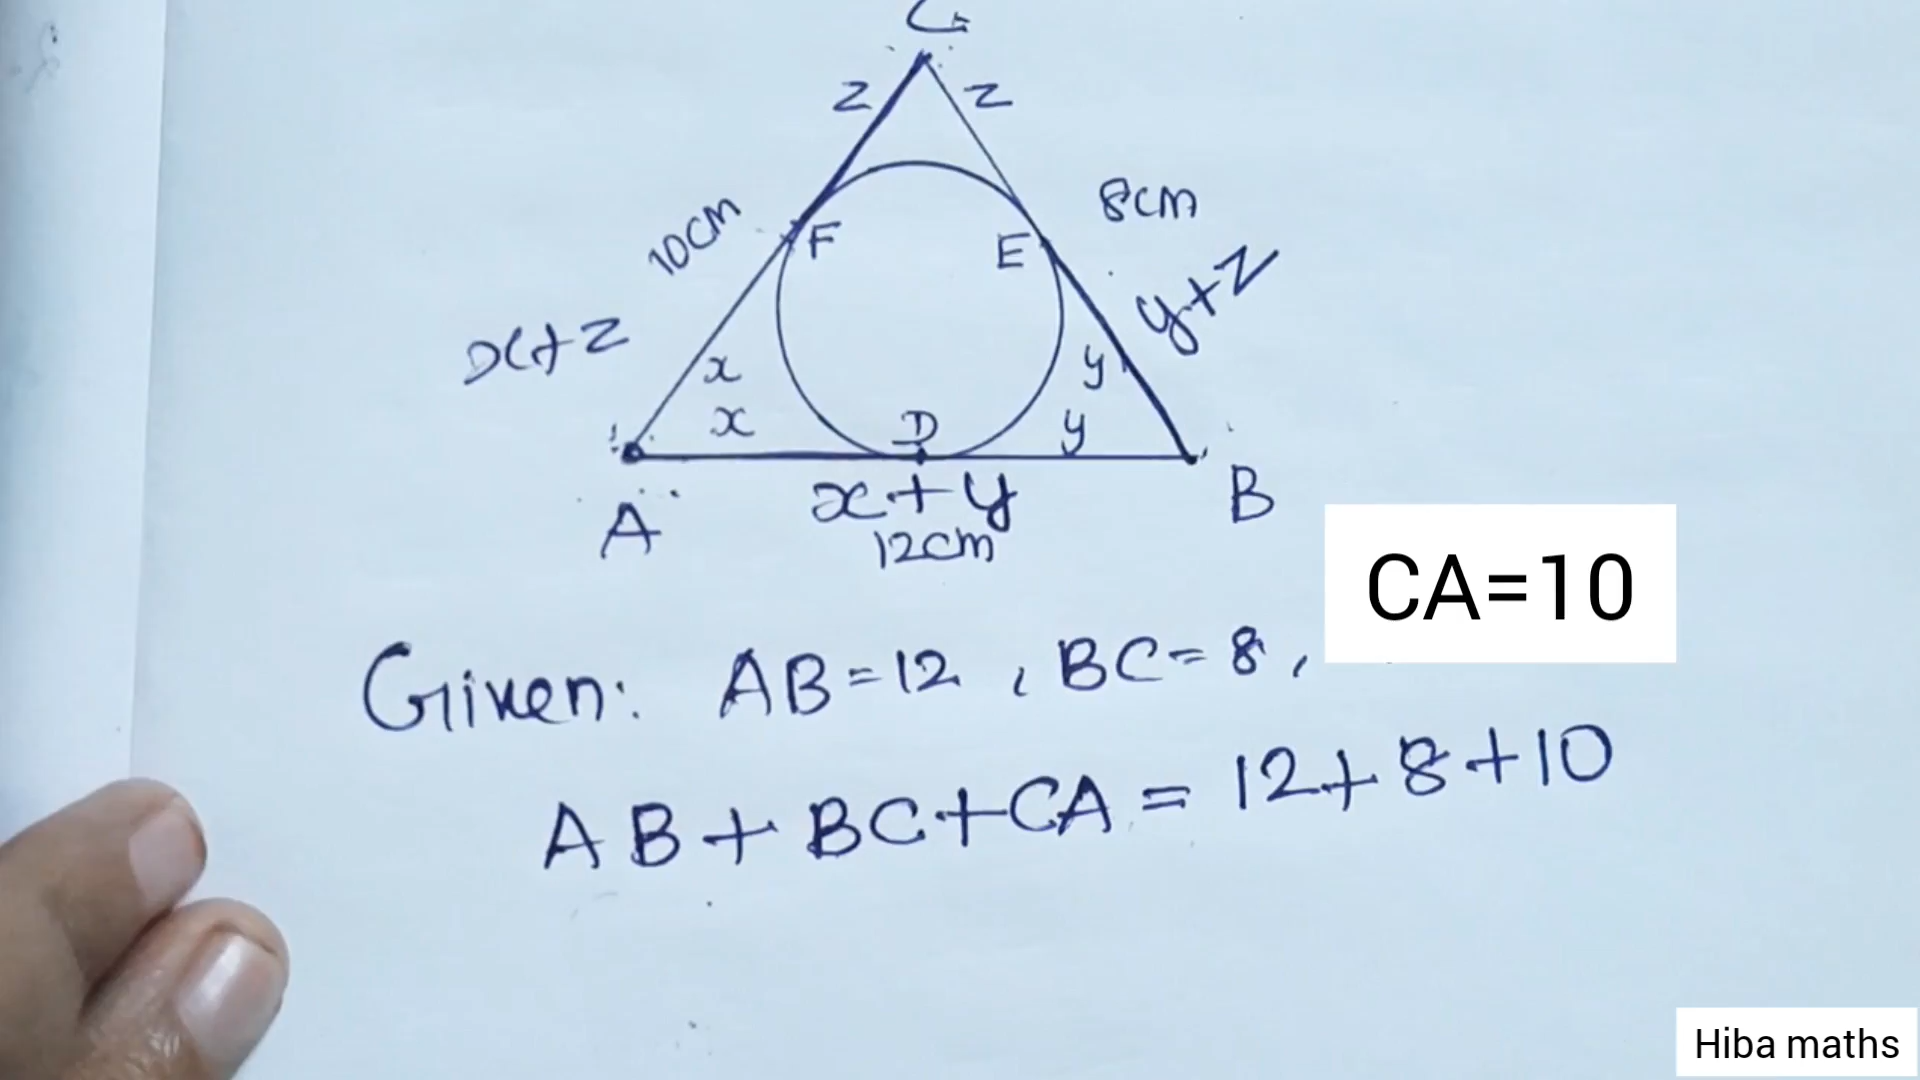 C
z z
8cm
10cm F E
y+z
x+z
x y
x D y
x+y B
A 12cm
CA=10
Given: AB=12, BC=8,
AB+BC+CA=12+8+10
Hiba maths